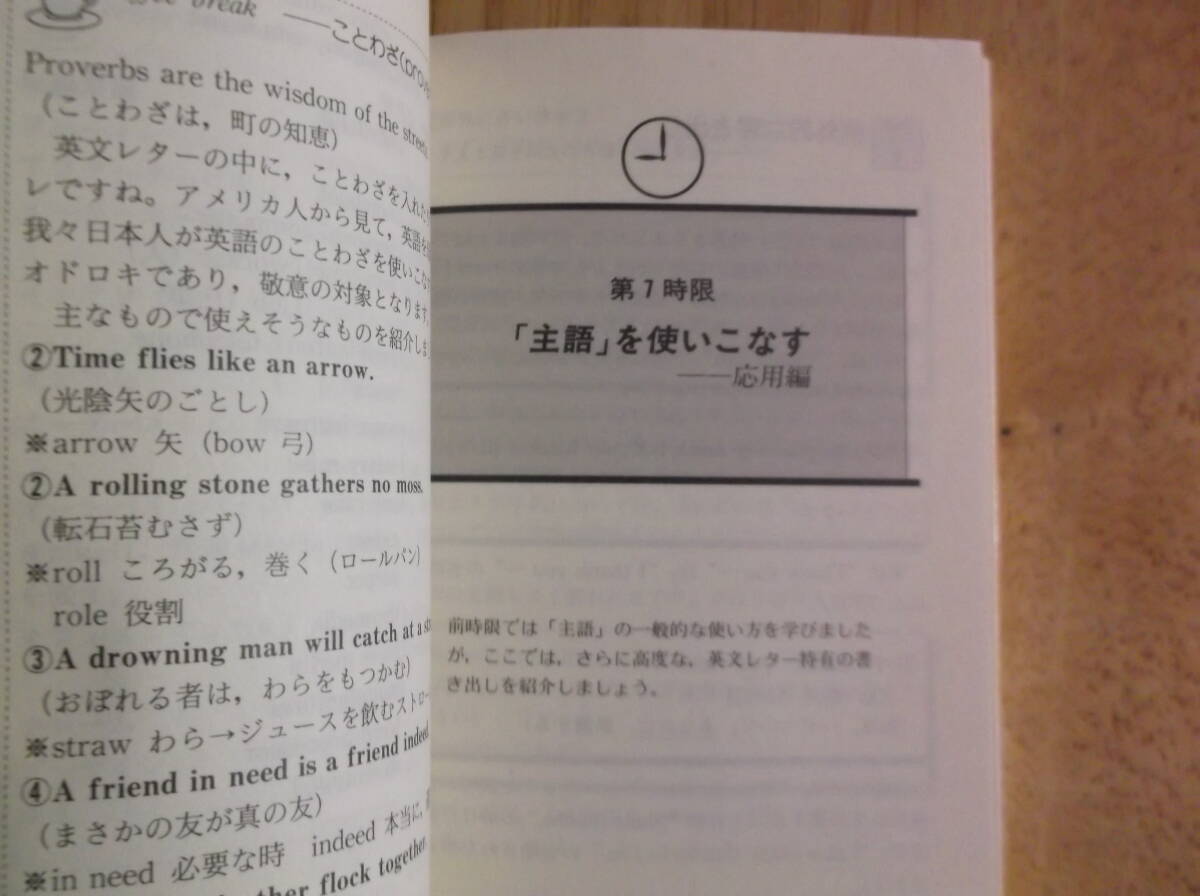 break ──ことわざ(prove
Proverbs are the wisdom of the streets
(ことわざは，町の知恵)
英文レターの中に，ことわざを入れた
レですね。アメリカ人から見て，英語を
我々日本人が英語のことわざを使いこな
オドロキであり，敬意の対象となります。
主なもので使えそうなものを紹介しま
②Time flies like an arrow.
(光陰矢のごとし)
※arrow 矢 (bow 弓)
②A rolling stone gathers no moss.
(転石苔むさず)
※roll ころがる，巻く (ロールパン)
role 役割
③A drowning man will catch at a s
(おぼれる者は，わらをもつかむ)
※straw わら→ジュースを飲むストロー
④A friend in need is a friend indeed
(まさかの友が真の友)
※in need 必要な時 indeed 本当に，
flock together.
第7時限
「主語」を使いこなす
──応用編
前時限では「主語」の一般的な使い方を学びました
が，ここでは，さらに高度な，英文レター特有の書
き出しを紹介しましょう。